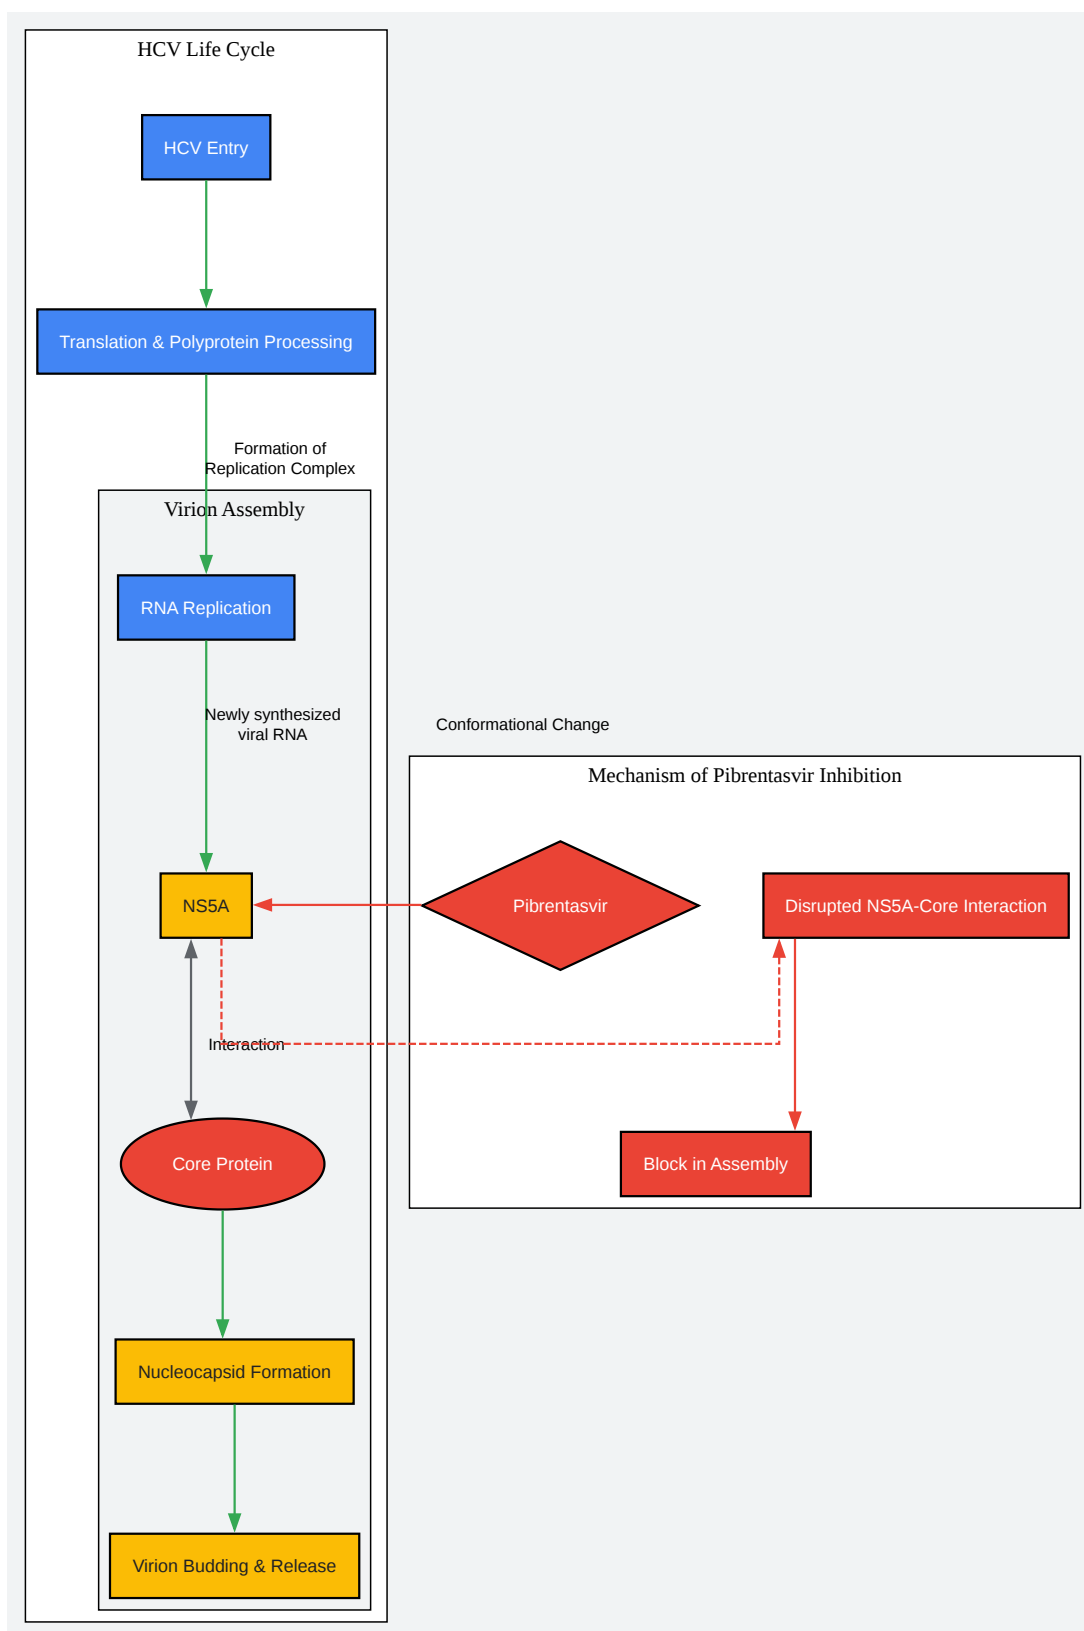 HCV Life Cycle
HCV Entry
Translation & Polyprotein Processing
Formation of
Replication Complex
Virion Assembly
RNA Replication
Newly synthesized
viral RNA
Conformational Change
Mechanism of Pibrentasvir Inhibition
NS5A
Pibrentasvir
Disrupted NS5A-Core Interaction
Interaction
Core Protein
Block in Assembly
Nucleocapsid Formation
Virion Budding & Release